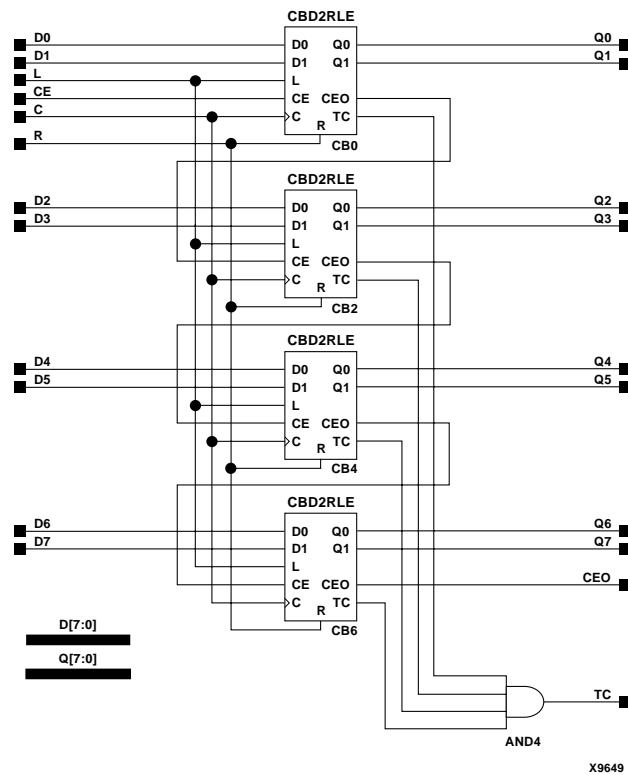 CBD2RLE
D0 D0 Q0 Q0
D1 D1 Q1 Q1
L L
CE CE CEO
C C TC
R R
CB0
CBD2RLE
D2 D0 Q0 Q2
D3 D1 Q1 Q3
L
CE CEO
C TC
R
CB2
CBD2RLE
D4 D0 Q0 Q4
D5 D1 Q1 Q5
L
CE CEO
C TC
R
CB4
CBD2RLE
D6 D0 Q0 Q6
D7 D1 Q1 Q7
L
CE CEO CEO
C TC
R
CB6
D[7:0]
Q[7:0]
TC
AND4
X9649